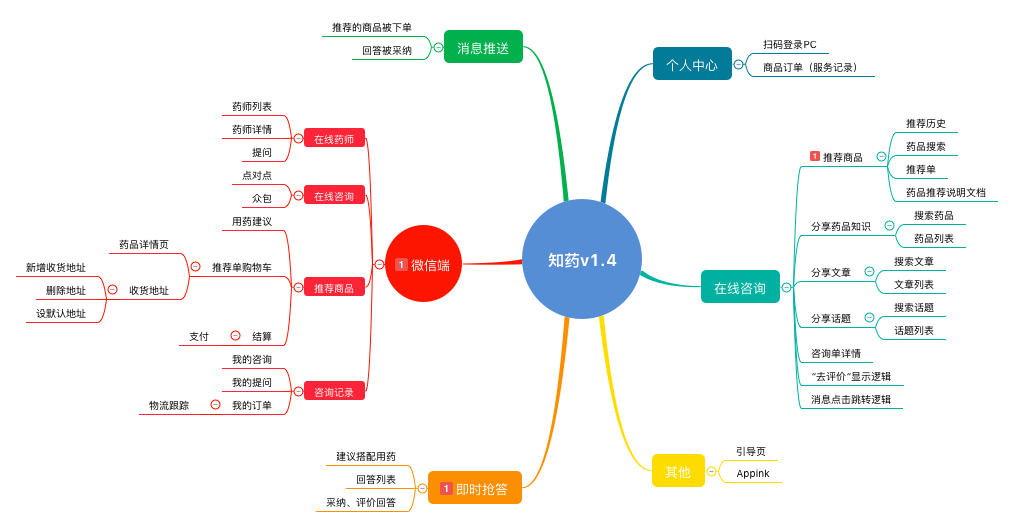 知药v1.4
消息推送
推荐的商品被下单
回答被采纳
个人中心
扫码登录PC
商品订单（服务记录）
1 微信端
在线药师
药师列表
药师详情
提问
在线咨询
点对点
众包
推荐商品
用药建议
推荐单购物车
药品详情页
收货地址
新增收货地址
删除地址
设默认地址
结算
支付
咨询记录
我的咨询
我的提问
我的订单
物流跟踪
在线咨询
1 推荐商品
推荐历史
药品搜索
推荐单
药品推荐说明文档
分享药品知识
搜索药品
药品列表
分享文章
搜索文章
文章列表
分享话题
搜索话题
话题列表
咨询单详情
“去评价”显示逻辑
消息点击跳转逻辑
1 即时抢答
建议搭配用药
回答列表
采纳、评价回答
其他
引导页
Appink